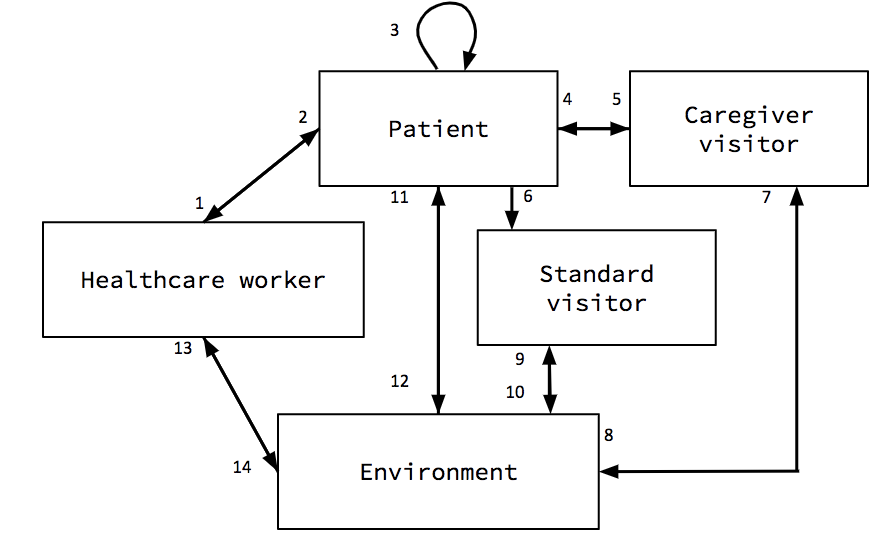 3
Patient
4
5
Caregiver
visitor
2
1
11
6
7
Healthcare worker
Standard
visitor
13
9
12
10
8
14
Environment